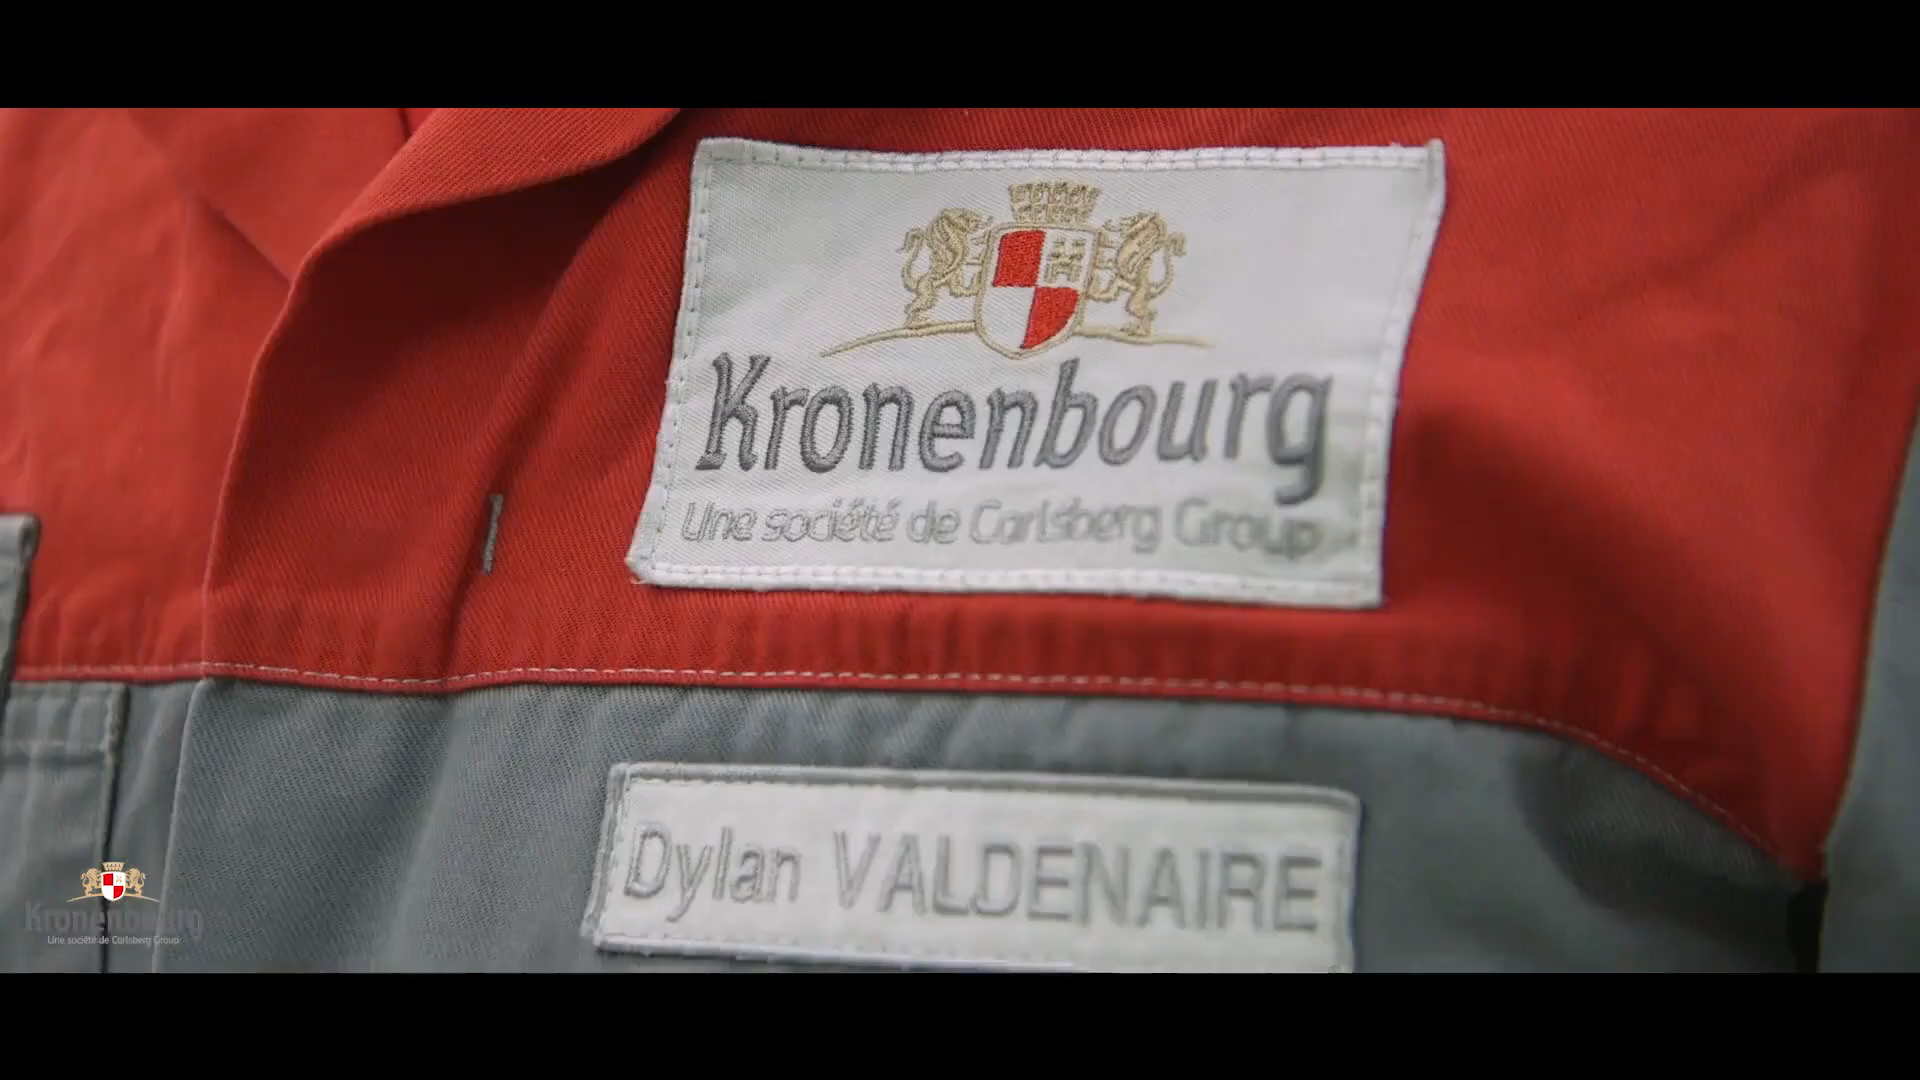 Kronenbourg
Une société de Carlsberg Group
Dylan VALDENAIRE
Kronenbourg
Une société de Carlsberg Group